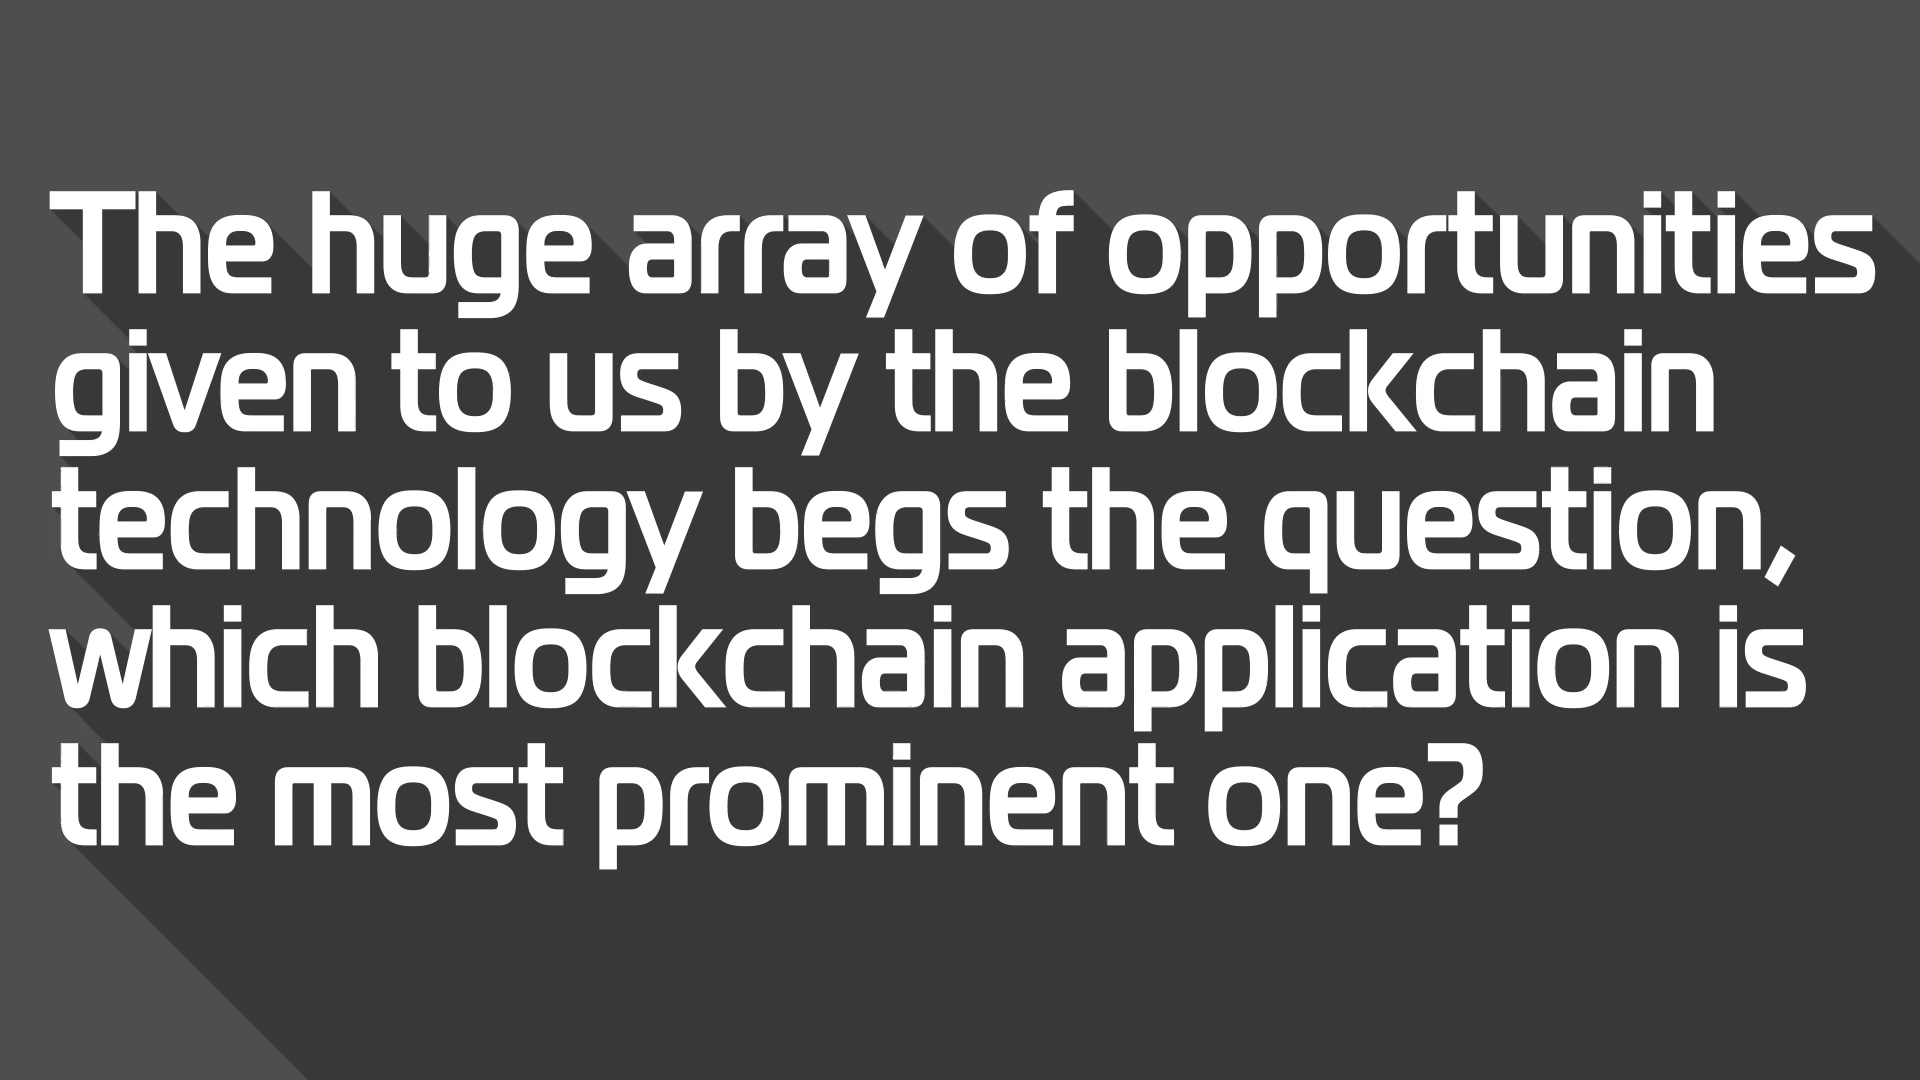 The huge array of opportunities
given to us by the blockchain
technology begs the question,
which blockchain application is
the most prominent one?